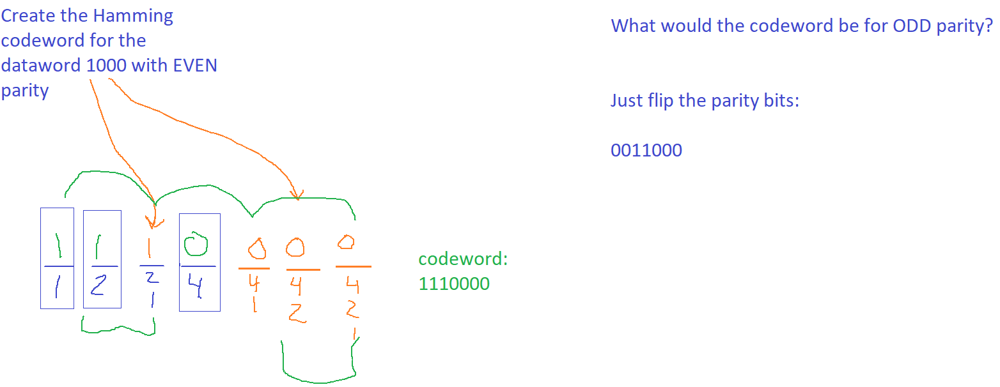 Create the Hamming
codeword for the
dataword 1000 with EVEN
parity
What would the codeword be for ODD parity?
Just flip the parity bits:
0011000
1 1 1 0 0 0 0
1 2 2 4 4 4 4
1 1 2 2
1
codeword:
1110000